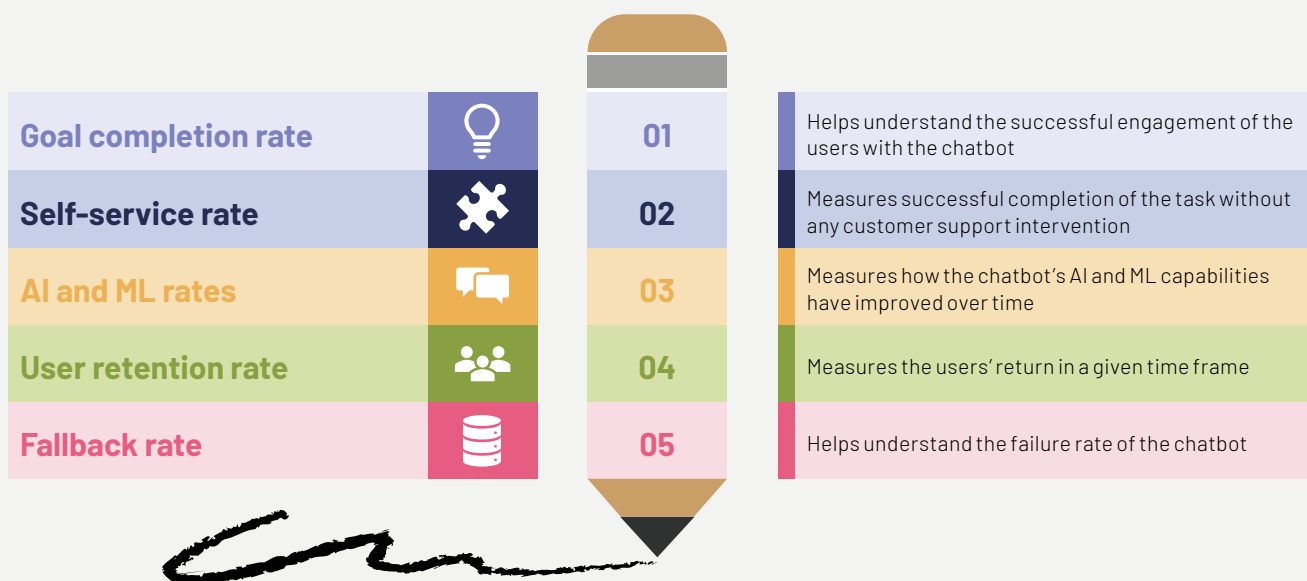 Goal completion rate
01
Helps understand the successful engagement of the
users with the chatbot
Self-service rate
02
Measures successful completion of the task without
any customer support intervention
AI and ML rates
03
Measures how the chatbot's AI and ML capabilities
have improved over time
User retention rate
04
Measures the users' return in a given time frame
Fallback rate
05
Helps understand the failure rate of the chatbot